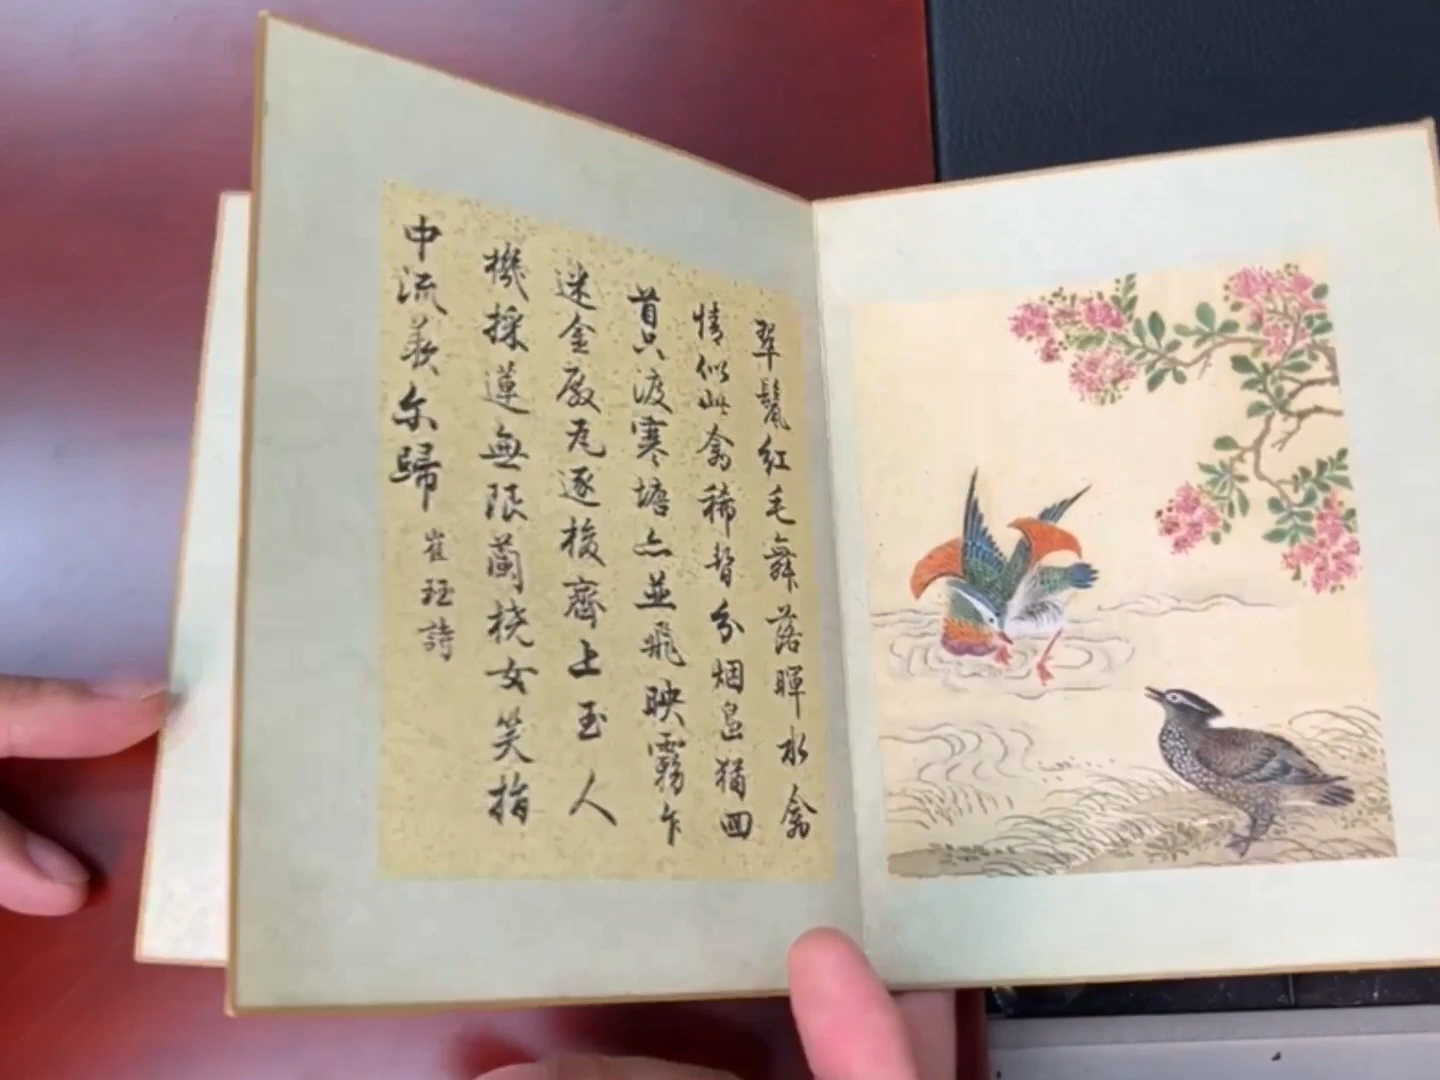 翠鬣紅毛舞落暉水禽
情似此禽稀暫分烟島猶回
首只渡寒塘亦並飛映霧乍
迷金殿瓦逐梭齊上玉人
機採蓮無限蘭橈女笑指
中流羨尔歸
崔珏詩